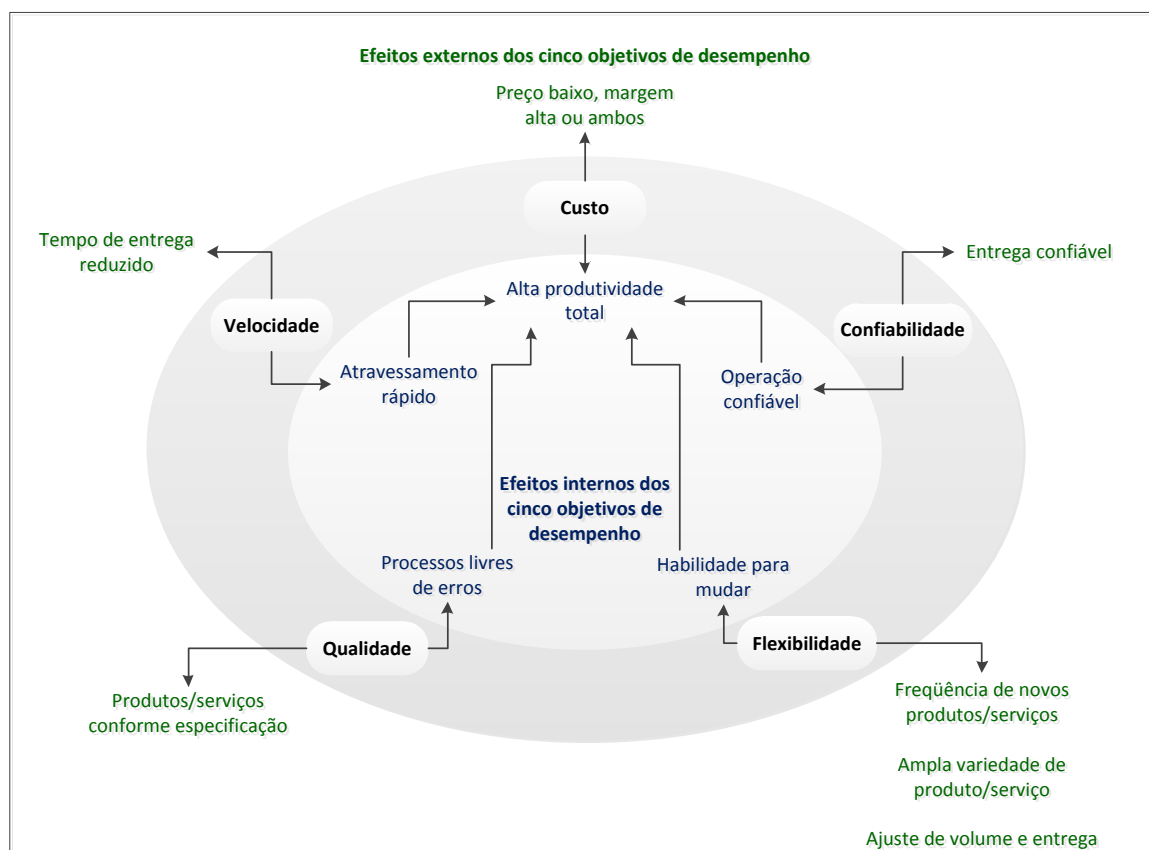 Efeitos externos dos cinco objetivos de desempenho
Preço baixo, margem
alta ou ambos
Custo
Tempo de entrega
reduzido
Entrega confiável
Alta produtividade
total
Velocidade
Confiabilidade
Atravessamento
rápido
Operação
confiável
Efeitos internos dos
cinco objetivos de
desempenho
Processos livres
de erros
Habilidade para
mudar
Qualidade
Flexibilidade
Produtos/serviços
conforme especificação
Freqüência de novos
produtos/serviços
Ampla variedade de
produto/serviço
Ajuste de volume e entrega